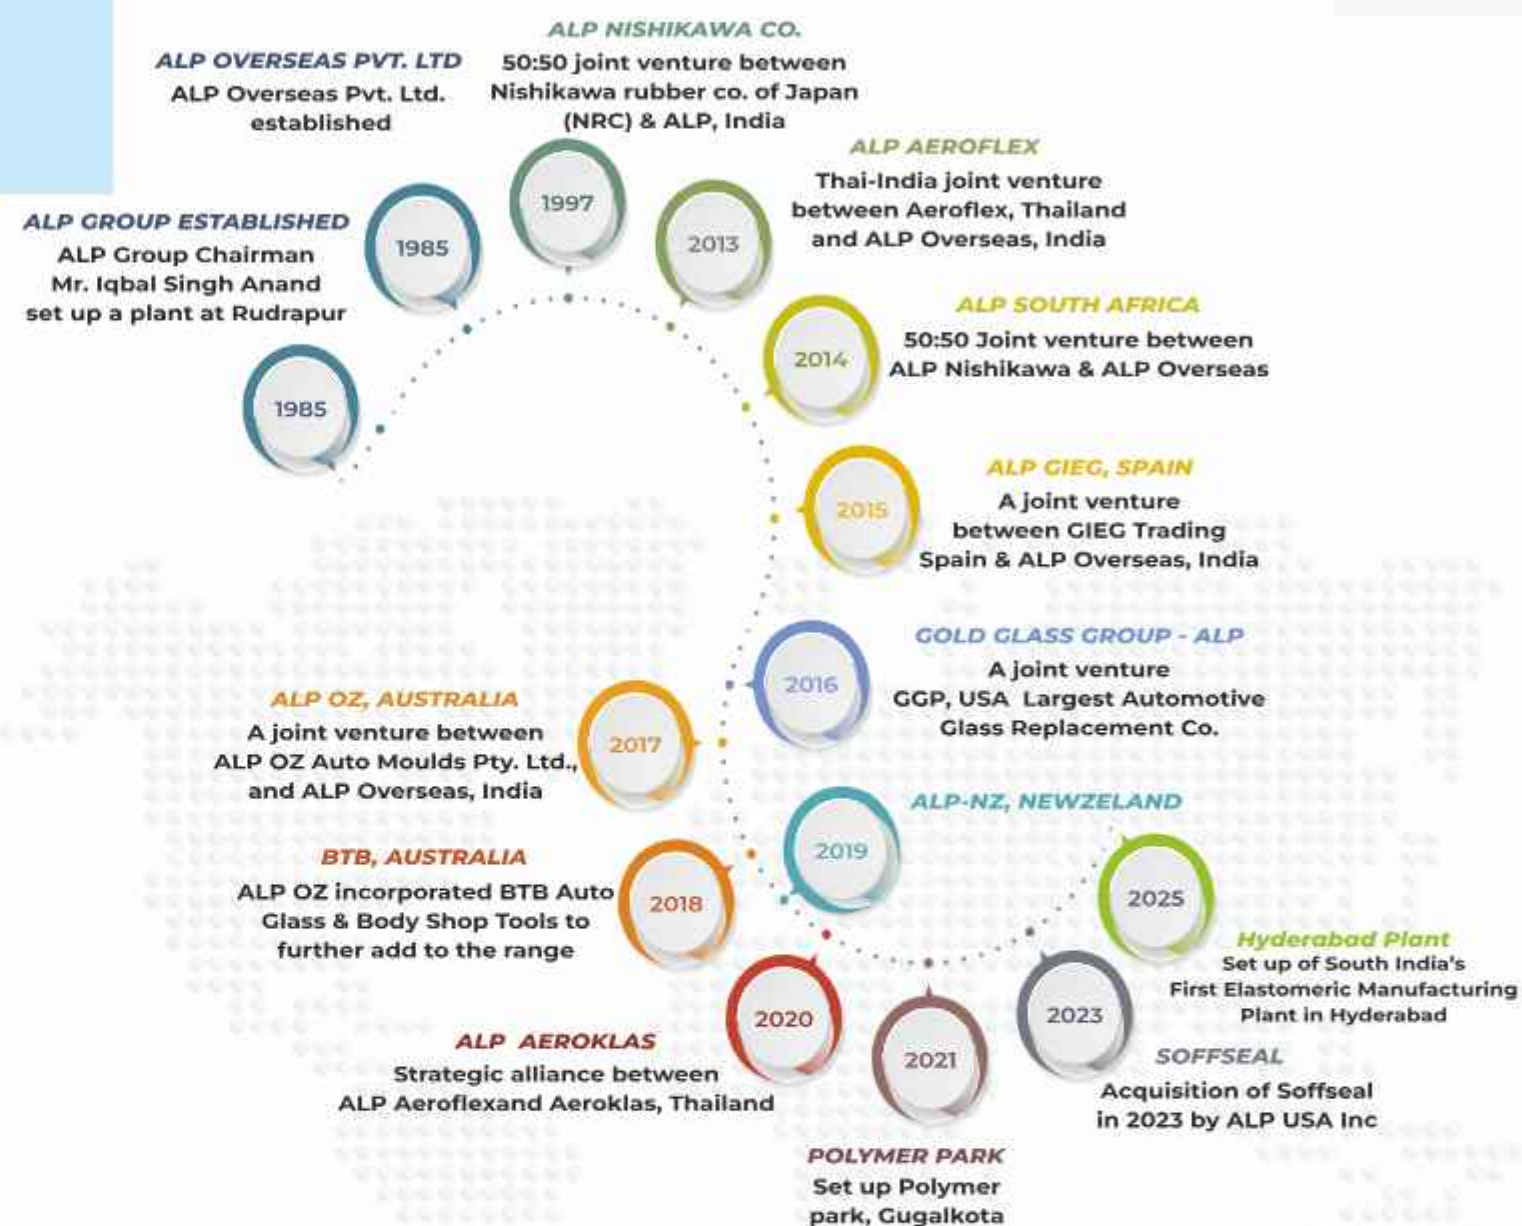 ALP GROUP ESTABLISHED
ALP Group Chairman
Mr. Iqbal Singh Anand
set up a plant at Rudrapur
1985
ALP OVERSEAS PVT. LTD
ALP Overseas Pvt. Ltd.
established
1985
ALP NISHIKAWA CO.
50:50 joint venture between
Nishikawa rubber co. of Japan
(NRC) & ALP, India
1997
ALP AEROFLEX
Thai-India joint venture
between Aeroflex, Thailand
and ALP Overseas, India
2013
ALP SOUTH AFRICA
50:50 Joint venture between
ALP Nishikawa & ALP Overseas
2014
ALP GIEG, SPAIN
A joint venture
between GIEG Trading
Spain & ALP Overseas, India
2015
GOLD GLASS GROUP - ALP
A joint venture
GGP, USA Largest Automotive
Glass Replacement Co.
2016
ALP OZ, AUSTRALIA
A joint venture between
ALP OZ Auto Moulds Pty. Ltd.,
and ALP Overseas, India
2017
BTB, AUSTRALIA
ALP OZ incorporated BTB Auto
Glass & Body Shop Tools to
further add to the range
2018
ALP-NZ, NEWZELAND
2019
ALP AEROKLAS
Strategic alliance between
ALP Aeroflexand Aeroklas, Thailand
2020
POLYMER PARK
Set up Polymer
park, Gugalkota
2021
SOFFSEAL
Acquisition of Soffseal
in 2023 by ALP USA Inc
2023
Hyderabad Plant
Set up of South India's
First Elastomeric Manufacturing
Plant in Hyderabad
2025